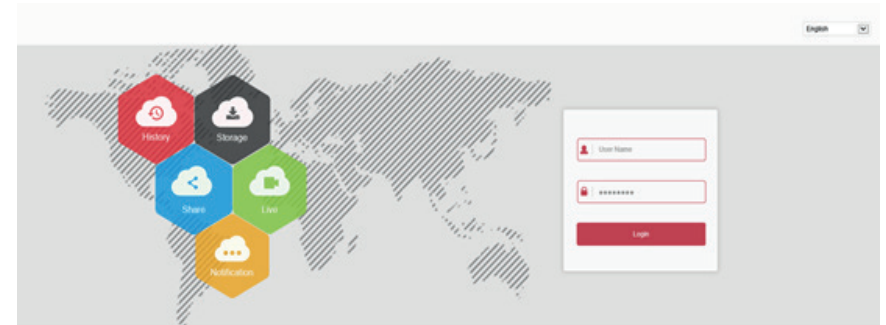 English
History
Storage
Share
Live
Notification
User Name
********
Login